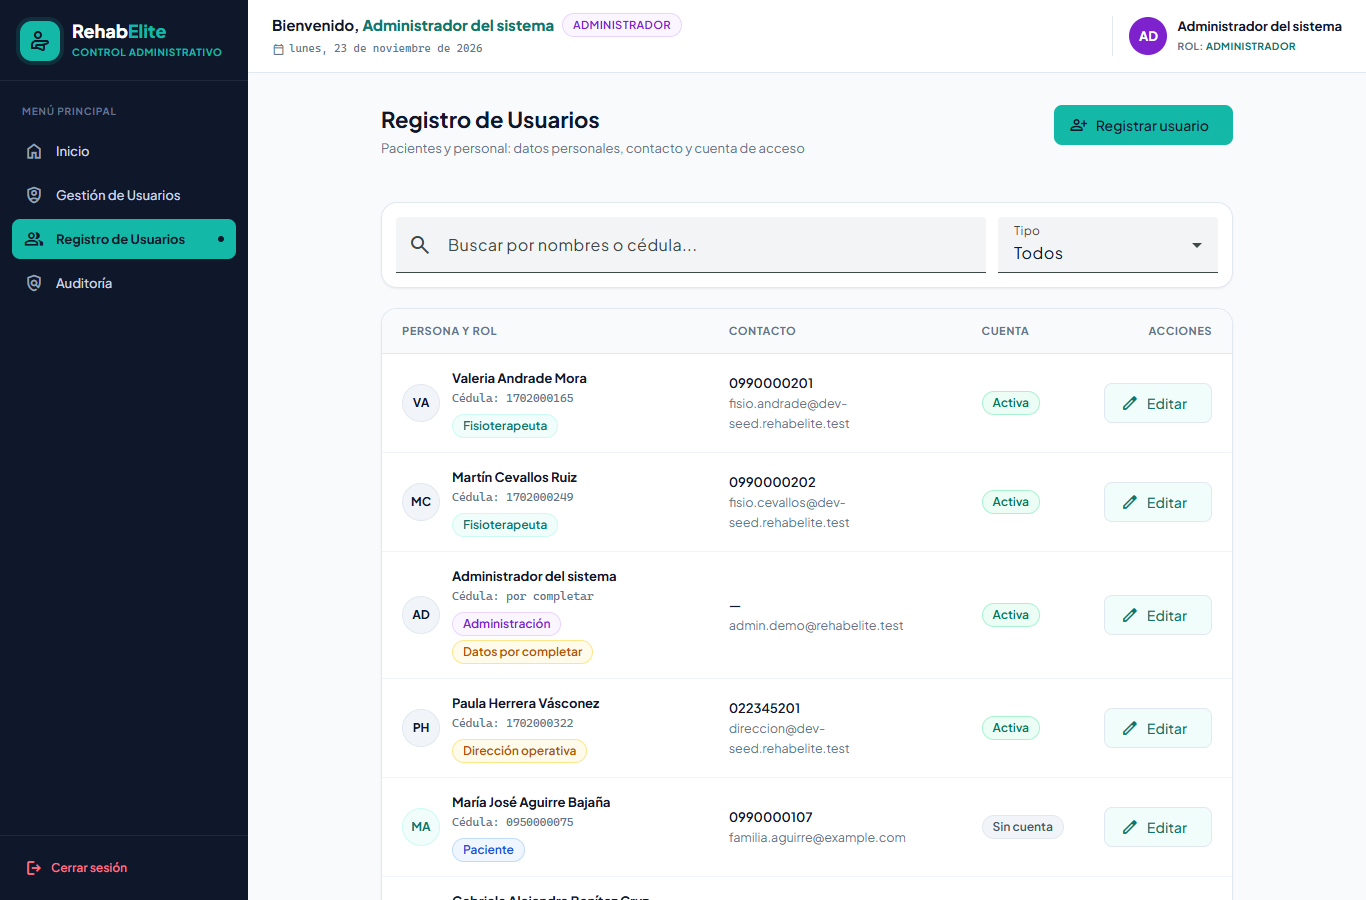 RehabElite
CONTROL ADMINISTRATIVO
MENÚ PRINCIPAL
Inicio
Gestión de Usuarios
Registro de Usuarios
Auditoría
Cerrar sesión
Bienvenido, Administrador del sistema ADMINISTRADOR
lunes, 23 de noviembre de 2026
AD
Administrador del sistema
ROL: ADMINISTRADOR
Registro de Usuarios
Pacientes y personal: datos personales, contacto y cuenta de acceso
Registrar usuario
Buscar por nombres o cédula...
Tipo
Todos
PERSONA Y ROL CONTACTO CUENTA ACCIONES
VA
Valeria Andrade Mora
Cédula: 1702000165
Fisioterapeuta
0990000201
fisio.andrade@dev-
seed.rehabelite.test
Activa
Editar
MC
Martín Cevallos Ruiz
Cédula: 1702000249
Fisioterapeuta
0990000202
fisio.cevallos@dev-
seed.rehabelite.test
Activa
Editar
AD
Administrador del sistema
Cédula: por completar
Administración
Datos por completar
—
admin.demo@rehabelite.test
Activa
Editar
PH
Paula Herrera Vásconez
Cédula: 1702000322
Dirección operativa
022345201
direccion@dev-
seed.rehabelite.test
Activa
Editar
MA
María José Aguirre Bajaña
Cédula: 0950000075
Paciente
0990000107
familia.aguirre@example.com
Sin cuenta
Editar